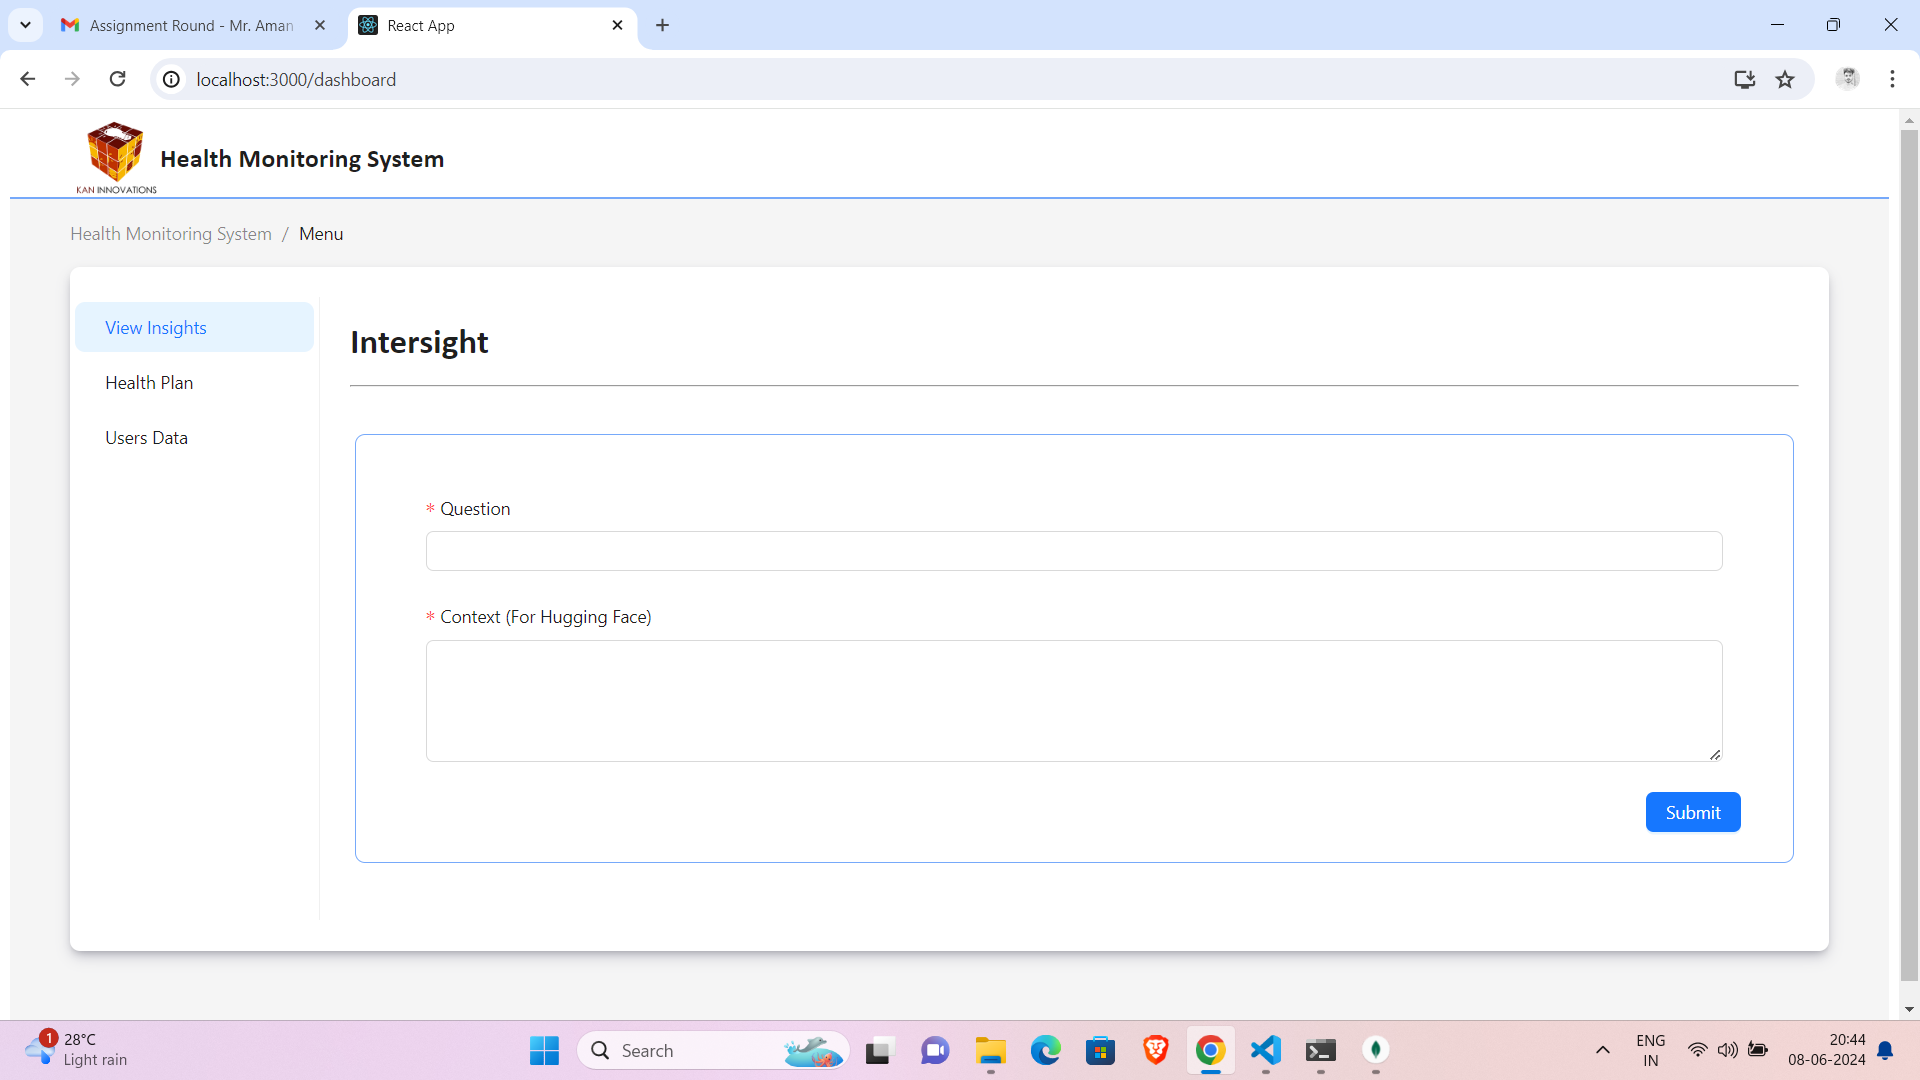 Assignment Round - Mr. Aman
React App
localhost:3000/dashboard
KAN INNOVATIONS
Health Monitoring System
Health Monitoring System / Menu
View Insights
Health Plan
Users Data
Intersight
* Question
* Context (For Hugging Face)
Submit
1
28°C
Light rain
Search
ENG
IN
20:44
08-06-2024